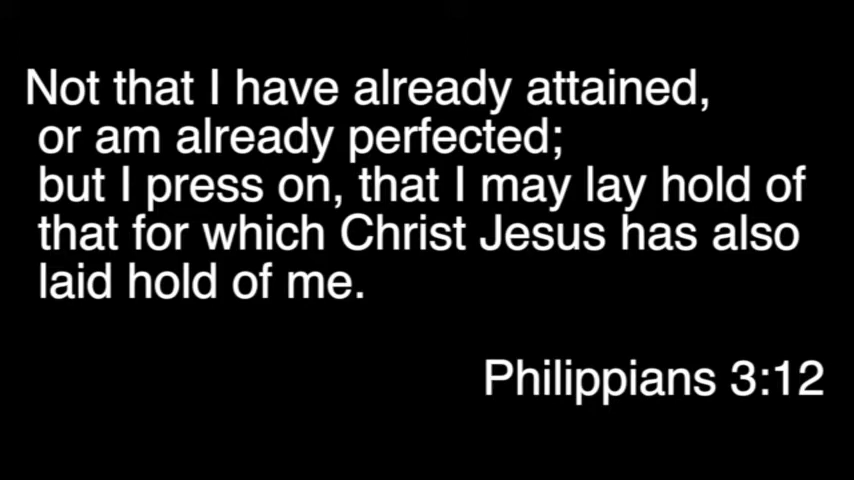 Not that I have already attained,
or am already perfected;
but I press on, that I may lay hold of
that for which Christ Jesus has also
laid hold of me.
Philippians 3:12